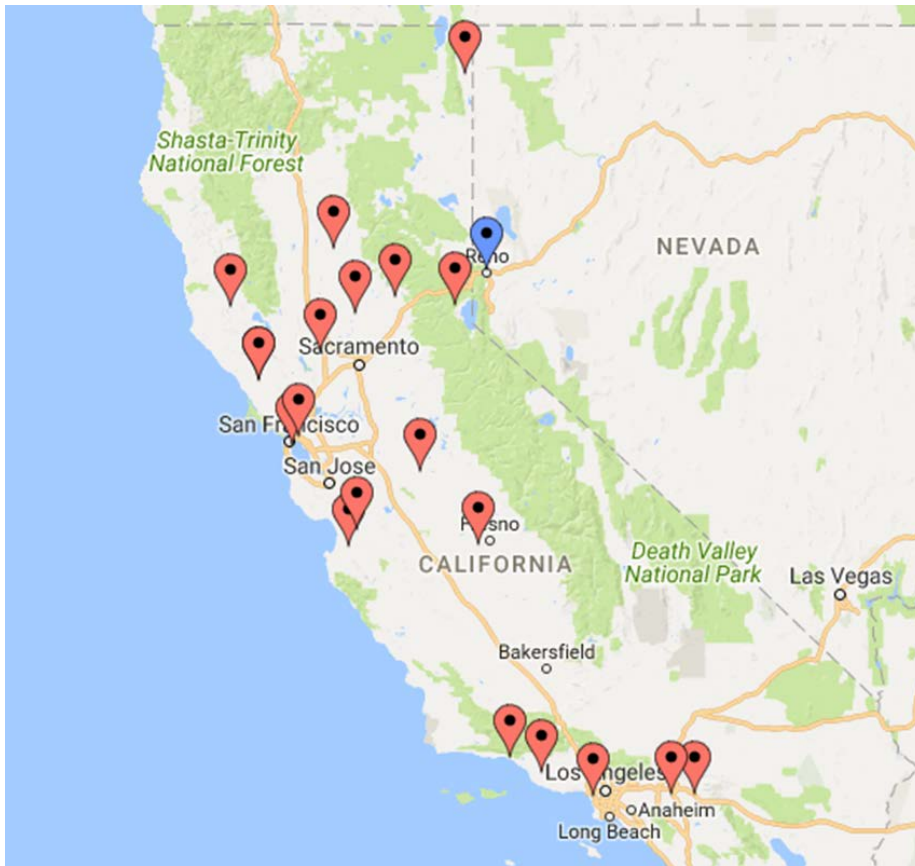 Shasta-Trinity
National Forest
Reno
NEVADA
Sacramento
San Francisco
San Jose
Fresno
CALIFORNIA
Death Valley
National Park
Las Vegas
Bakersfield
Los Angeles
Anaheim
Long Beach